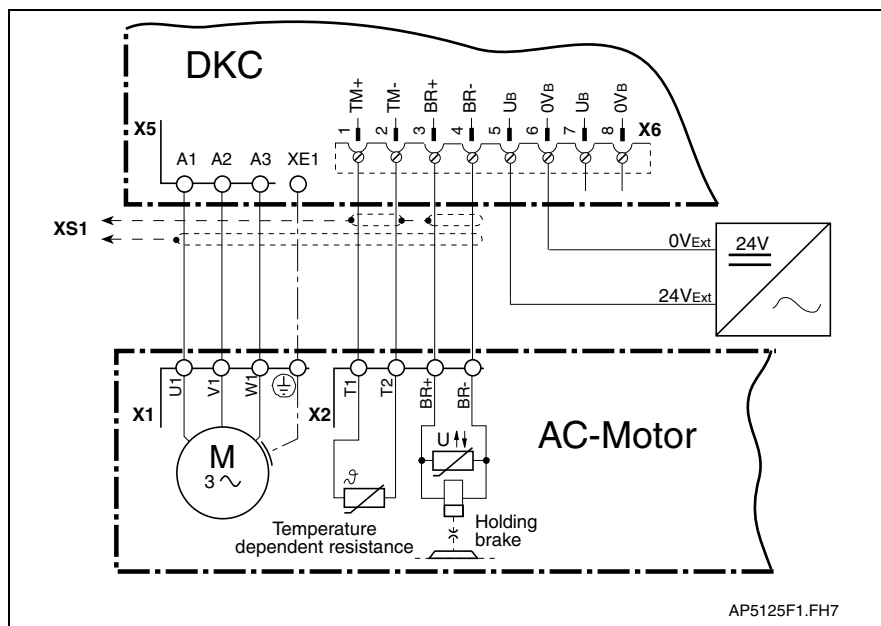 DKC
TM+ TM- BR+ BR- UB 0VB UB 0VB
X5
1 2 3 4 5 6 7 8 X6
A1 A2 A3 XE1
XS1
0VExt
24V
24VExt
U1 V1 W1 T1 T2 BR+ BR-
X1 X2
U
AC-Motor
M
3
ϑ
Temperature
dependent resistance
Holding
brake
AP5125F1.FH7